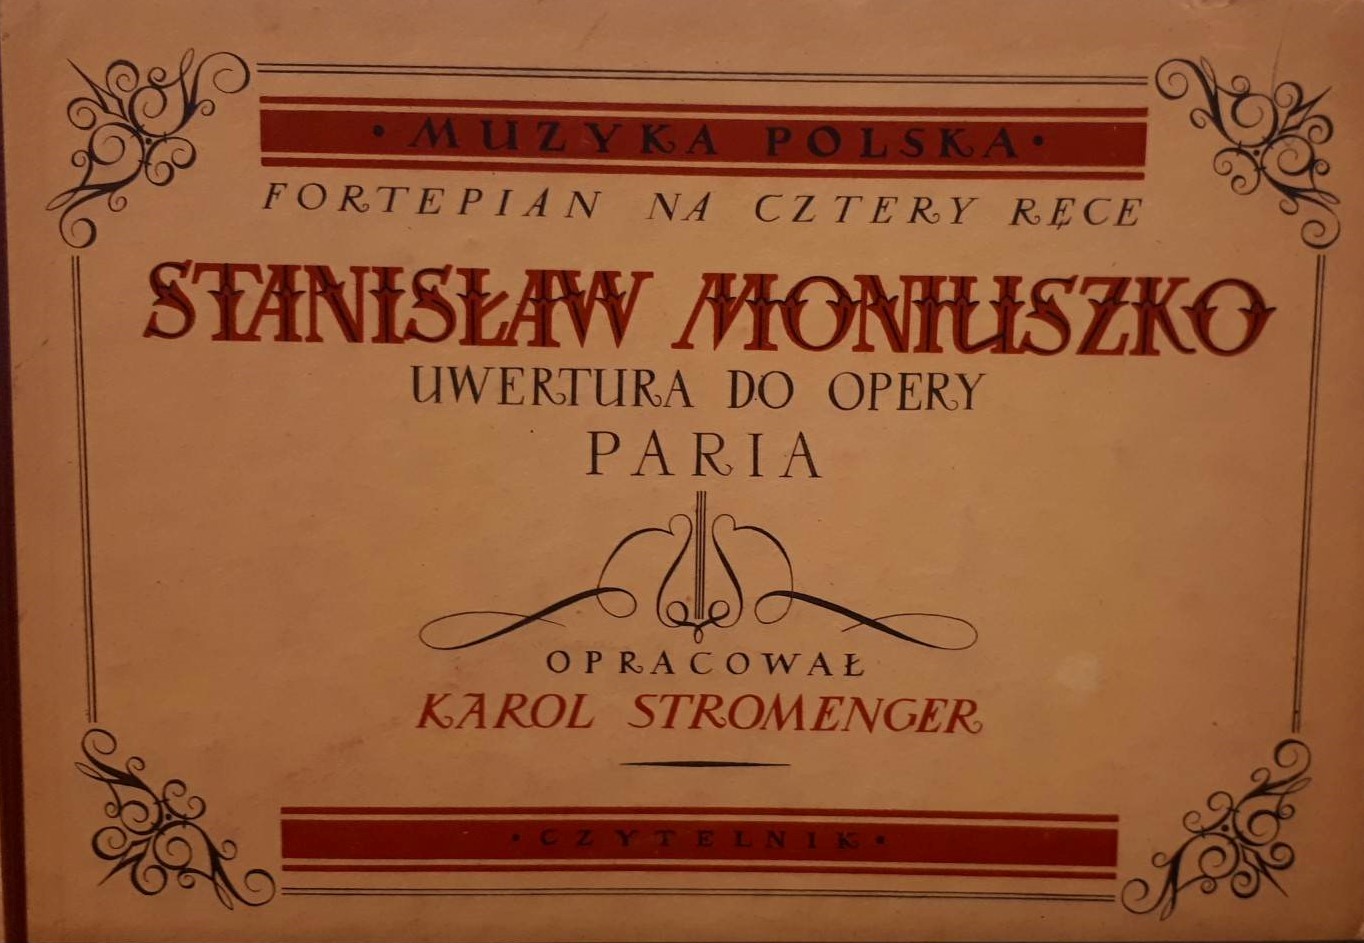 · MUZYKA POLSKA ·
FORTEPIAN NA CZTERY RĘCE
STANISŁAW MONIUSZKO
UWERTURA DO OPERY
PARIA
OPRACOWAŁ
KAROL STROMENGER
· CZYTELNIK ·